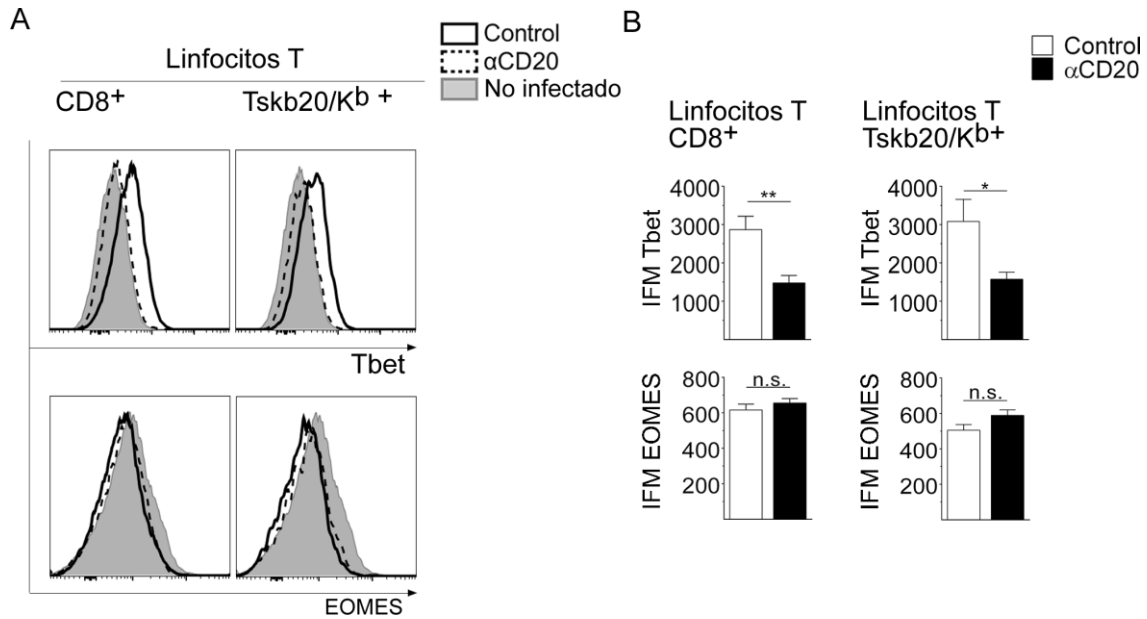 A
Linfocitos T
CD8+
Tskb20/Kb +
Control
αCD20
No infectado
Tbet
EOMES
B
Control
αCD20
Linfocitos T
CD8+
Linfocitos T
Tskb20/Kb+
IFM Tbet
4000
3000
2000
1000
**
IFM Tbet
4000
3000
2000
1000
*
IFM EOMES
800
600
400
200
n.s.
IFM EOMES
800
600
400
200
n.s.